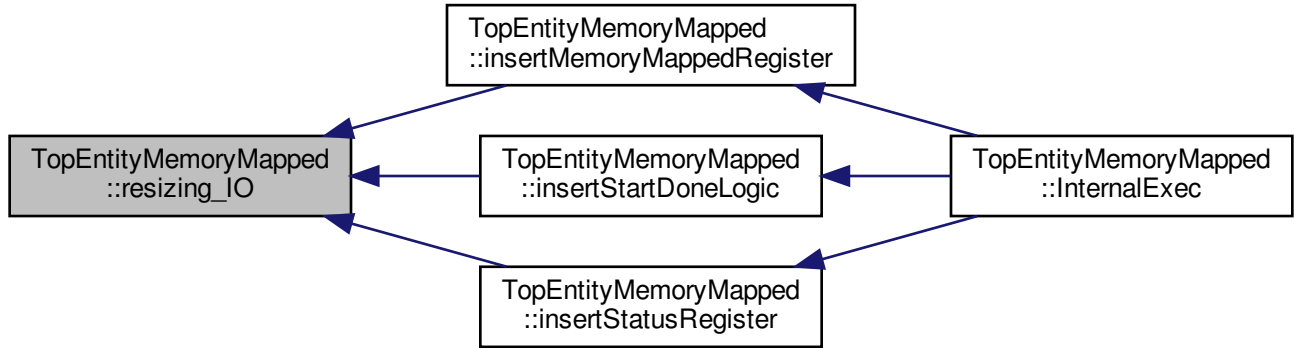 TopEntityMemoryMapped
::insertMemoryMappedRegister
TopEntityMemoryMapped
::resizing_IO
TopEntityMemoryMapped
::insertStartDoneLogic
TopEntityMemoryMapped
::InternalExec
TopEntityMemoryMapped
::insertStatusRegister